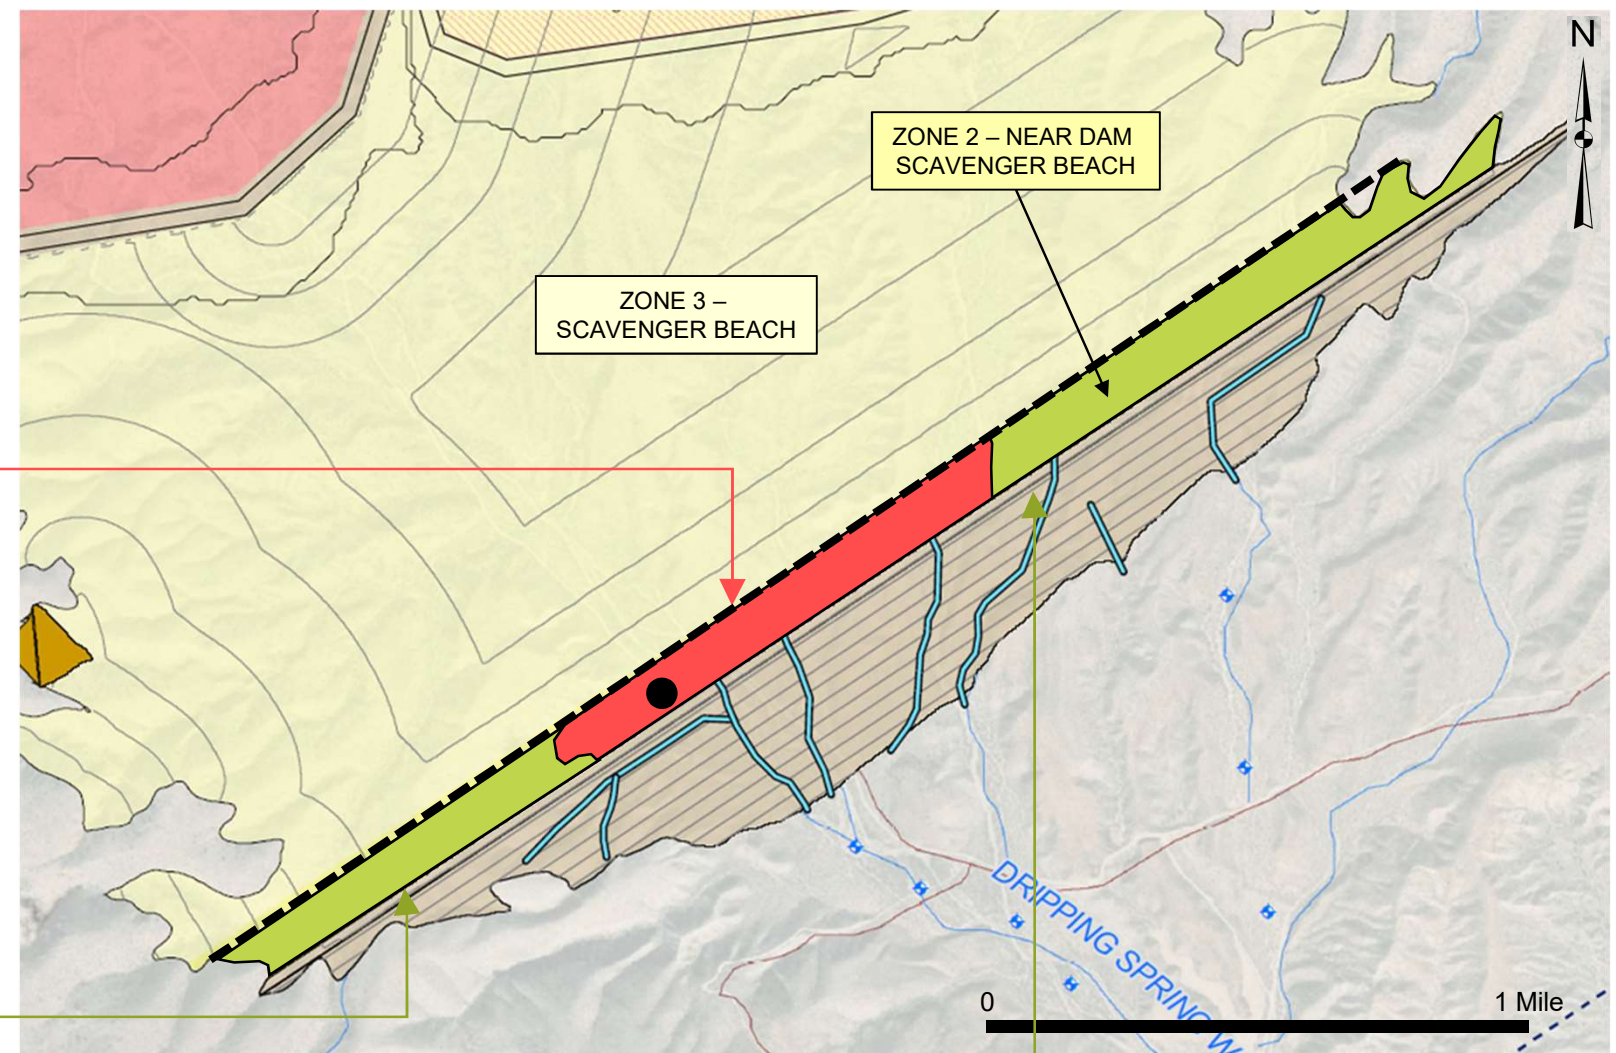 N
ZONE 2 – NEAR DAM
SCAVENGER BEACH
ZONE 3 –
SCAVENGER BEACH
DRIPPING SPRING W
0
1 Mile